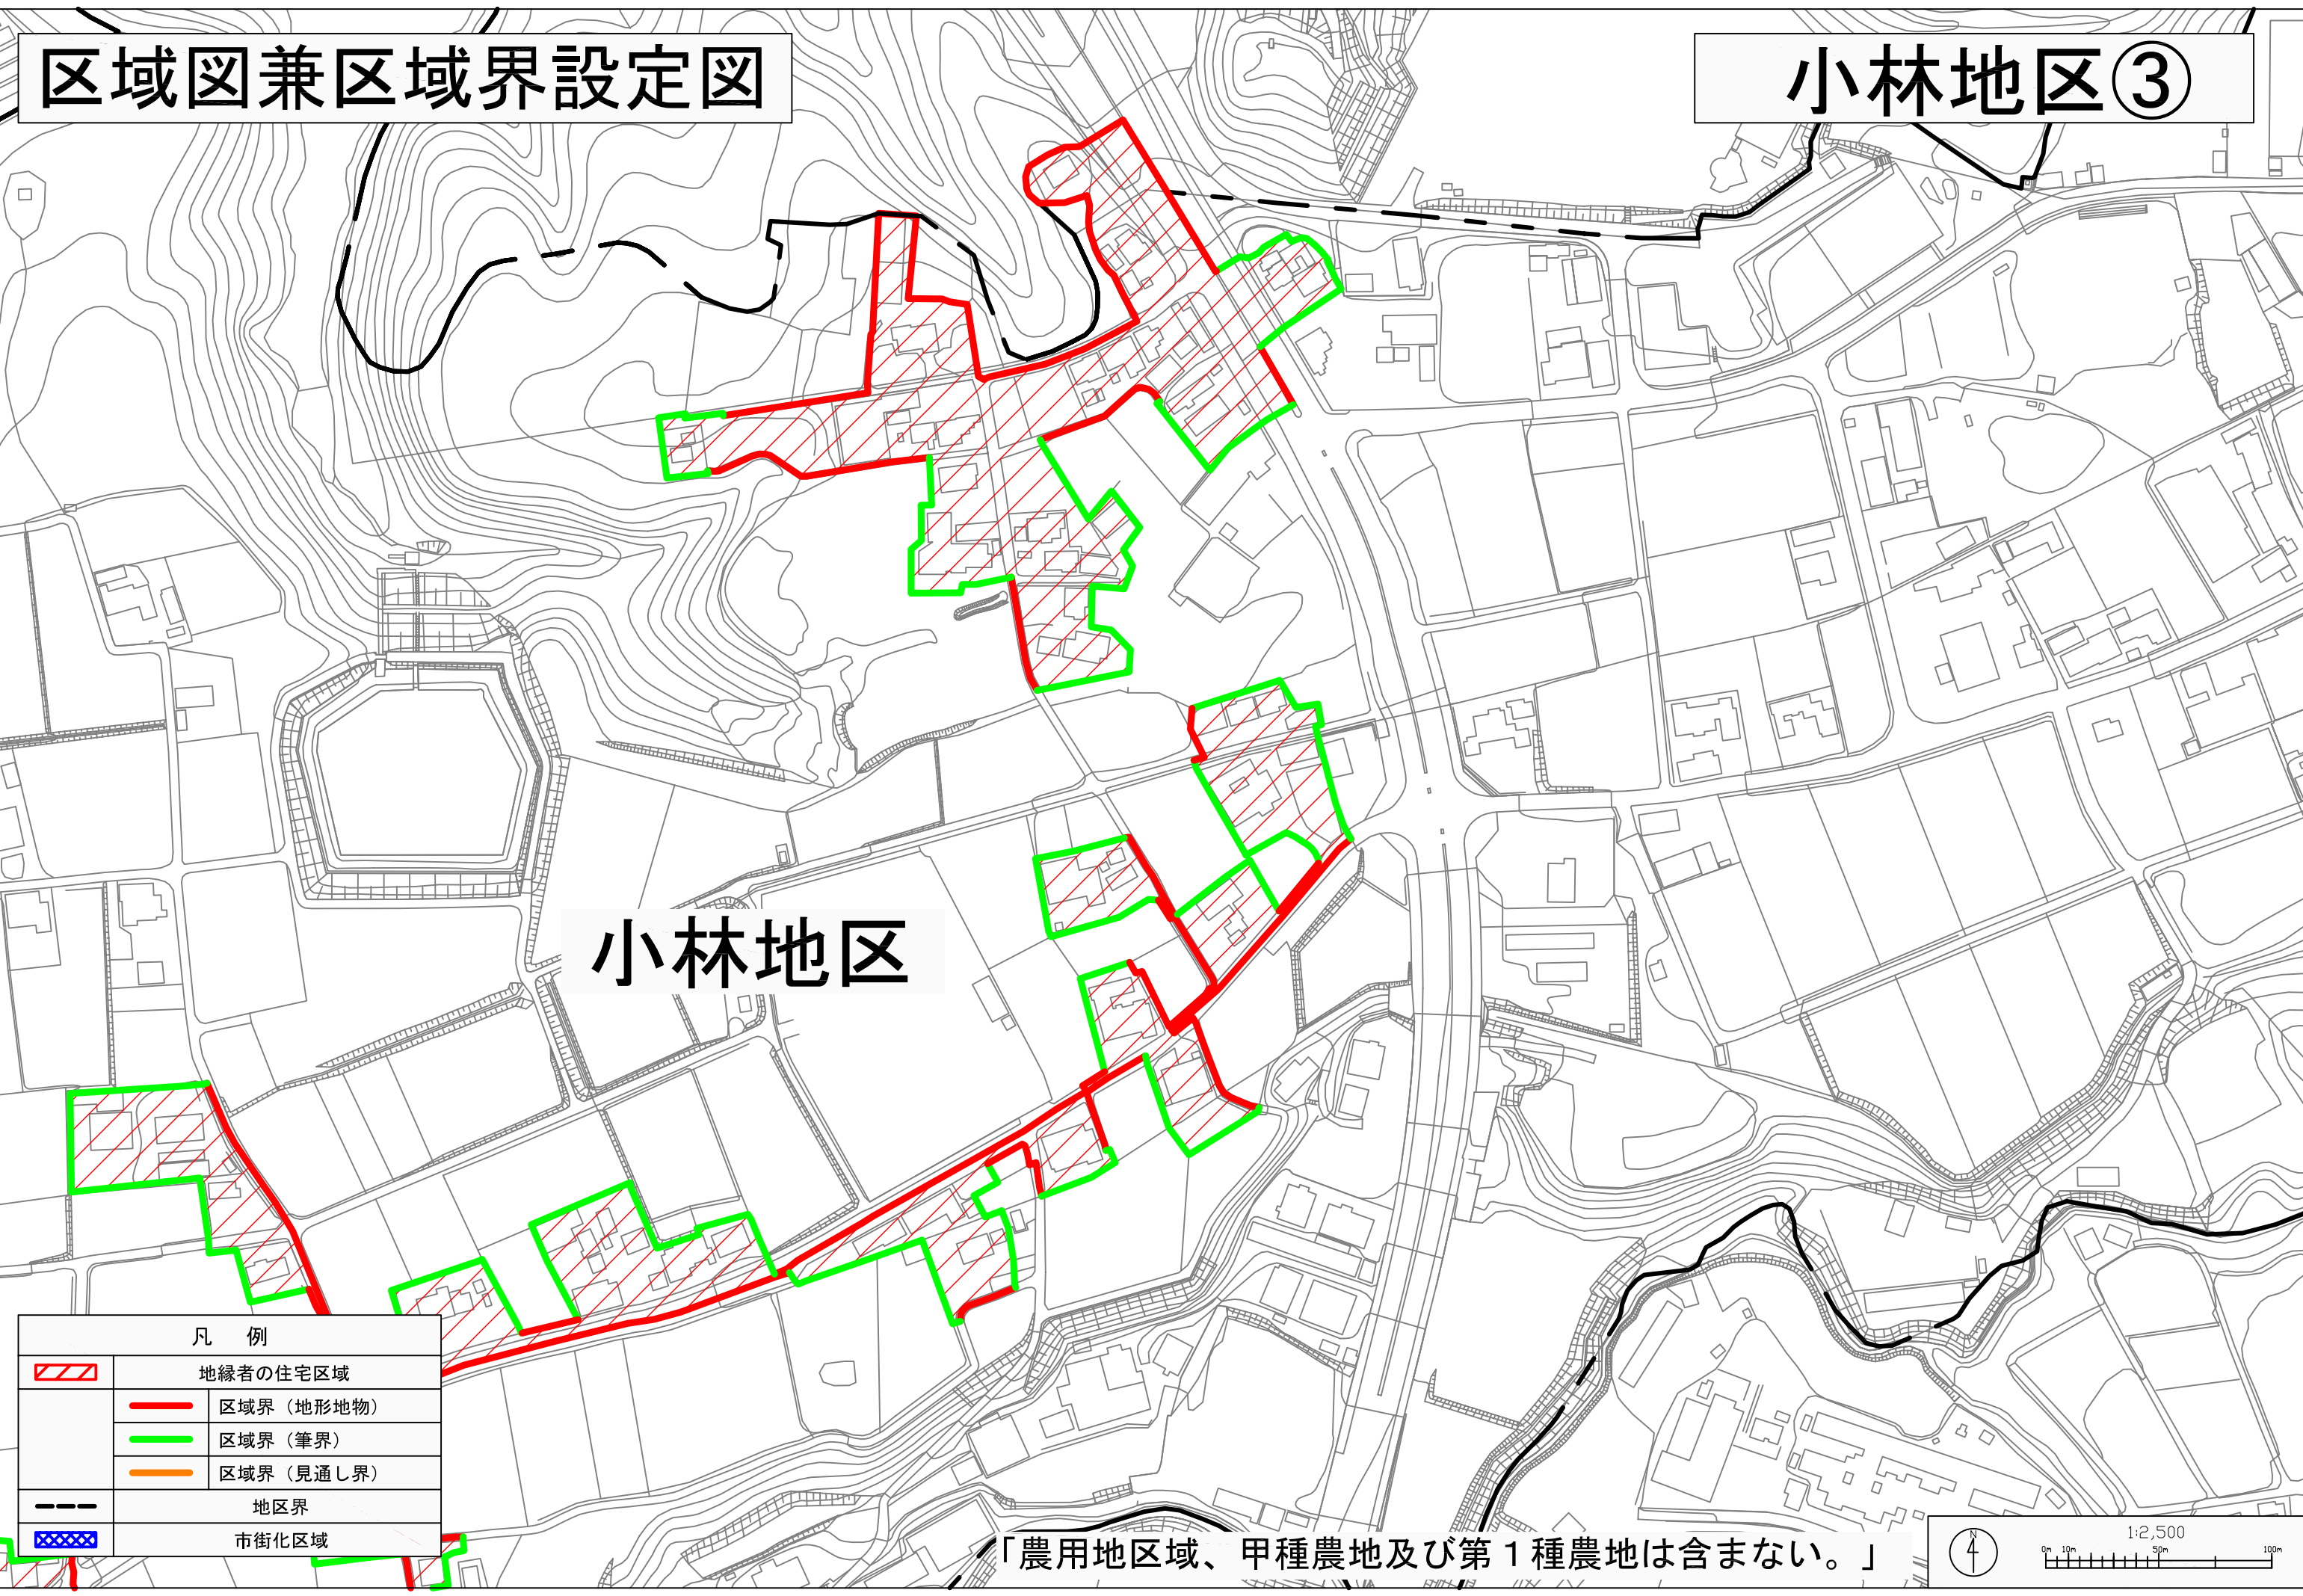 区域図兼区域界設定図
小林地区③
小林地区
凡 例
地縁者の住宅区域
区域界（地形地物）
区域界（筆界）
区域界（見通し界）
地区界
市街化区域
「農用地区域、甲種農地及び第１種農地は含まない。」
N
1:2,500
0m 10m 50m 100m